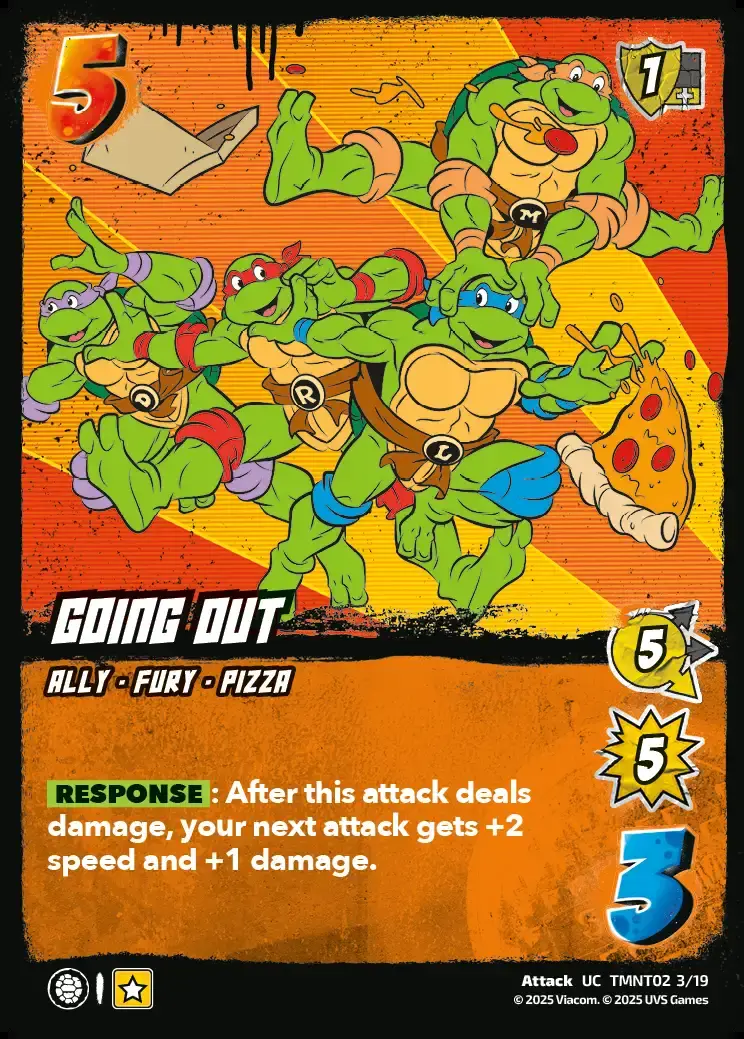 5
1
+
M
D
R
L
GOING OUT
5
ALLY · FURY · PIZZA
5
RESPONSE : After this attack deals
damage, your next attack gets +2
speed and +1 damage.
3
Attack UC TMNT02 3/19
© 2025 Viacom. © 2025 UVS Games